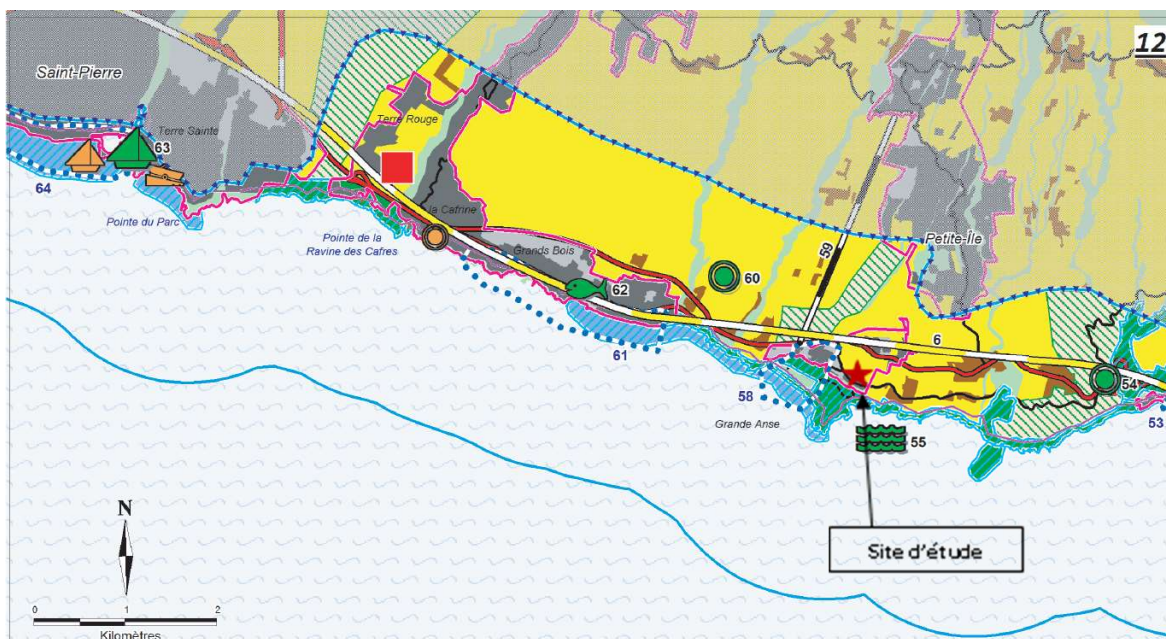 12
Saint-Pierre
Terre Sainte
63
64
Pointe du Parc
Terre Rouge
la Cafrine
Pointe de la
Ravine des Cafres
Grands Bois
62
61
60
59
Petite-Île
6
58
Grande Anse
55
54
53
Site d'étude
N
0 1 2
Kilomètres